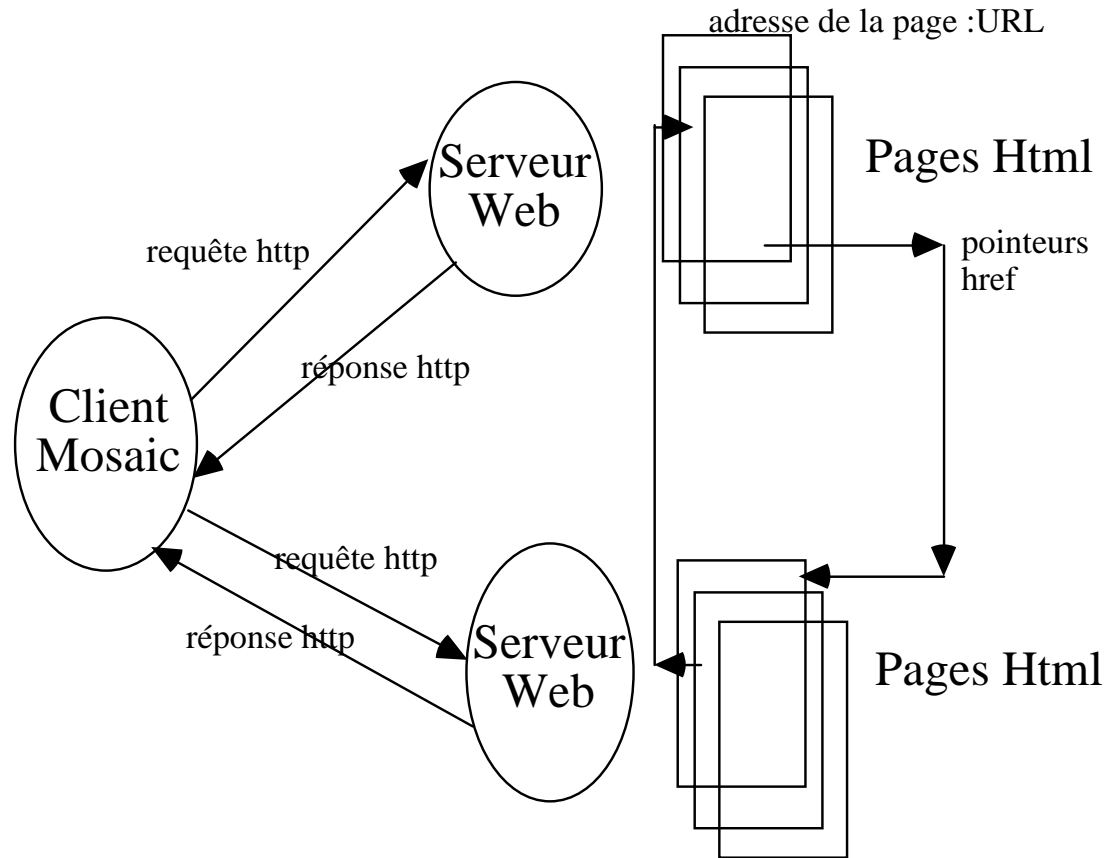 adresse de la page :URL
Serveur
Web
Pages Html
requête http
pointeurs
href
réponse http
Client
Mosaic
requête http
réponse http
Serveur
Web
Pages Html